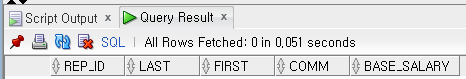 Script Output x Query Result x
SQL | All Rows Fetched: 0 in 0,051 seconds
REP_ID LAST FIRST COMM BASE_SALARY